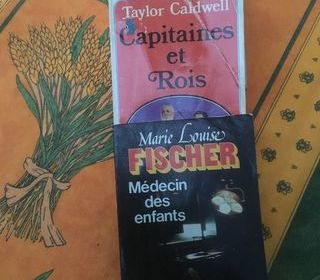 Taylor Caldwell
Capitaines
et
Rois
Marie Louise
FISCHER
Médecin
des
enfants